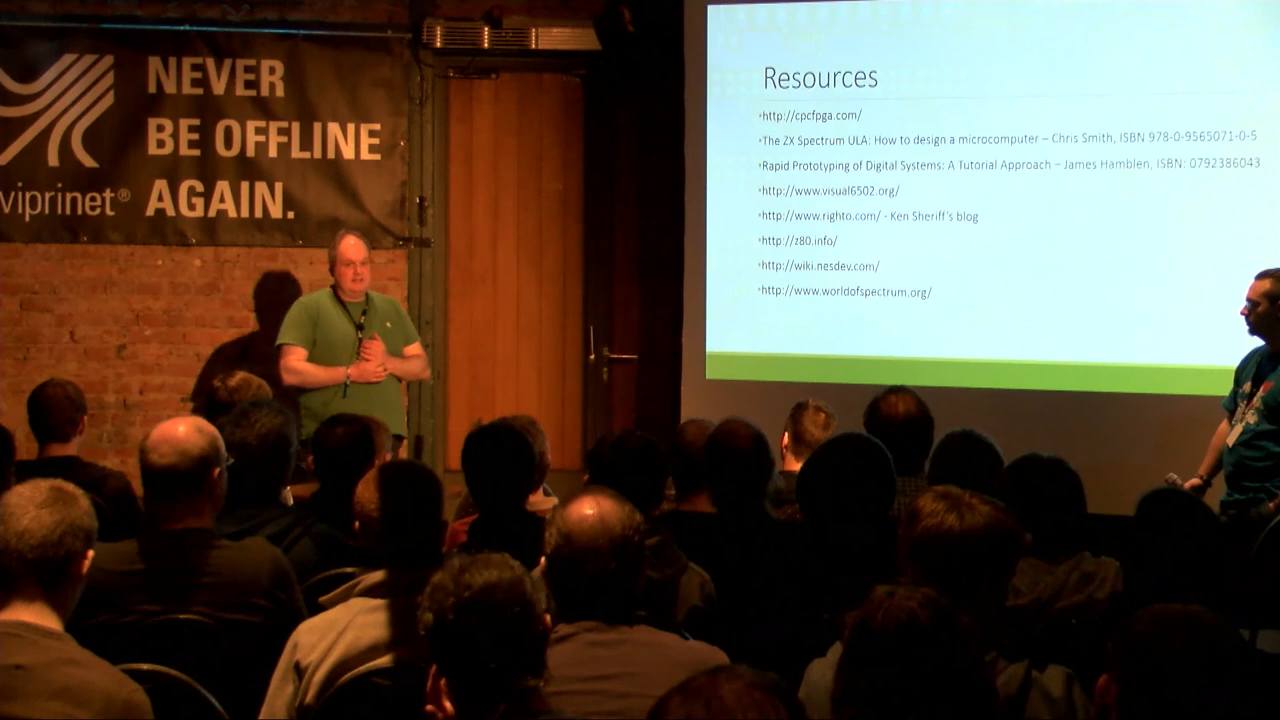 NEVER
BE OFFLINE
AGAIN.
viprinet®
Resources
http://cpcfpga.com/
The ZX Spectrum ULA: How to design a microcomputer – Chris Smith, ISBN 978-0-9565071-0-5
Rapid Prototyping of Digital Systems: A Tutorial Approach – James Hamblen, ISBN: 0792386043
http://www.visual6502.org/
http://www.righto.com/ - Ken Sheriff's blog
http://z80.info/
http://wiki.nesdev.com/
http://www.worldofspectrum.org/